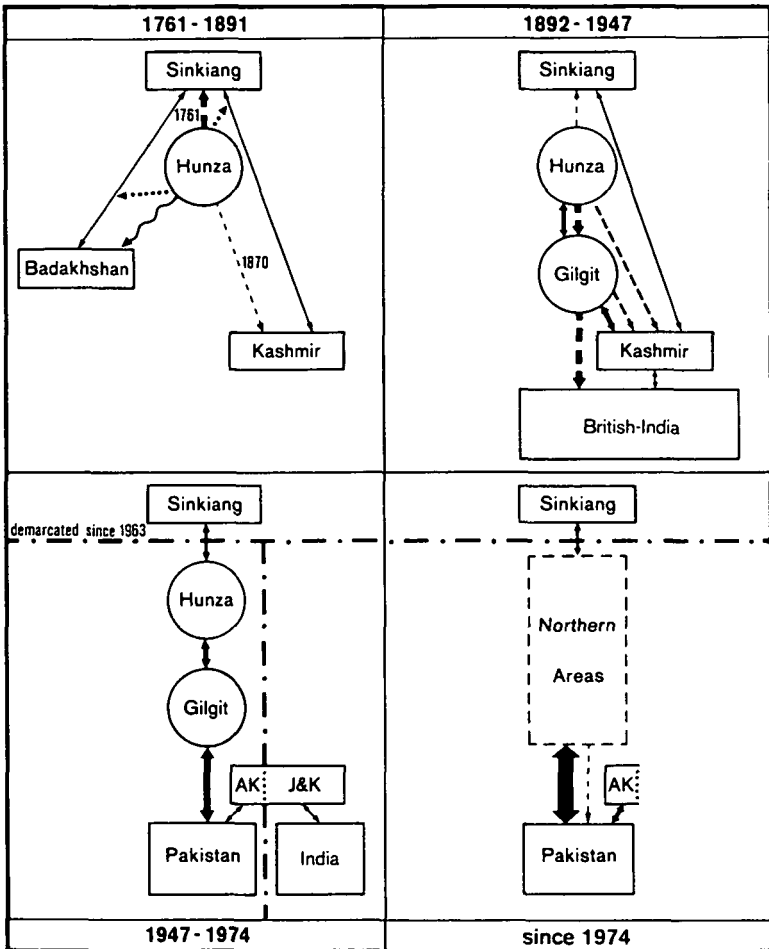 1761-1891
Sinkiang
1761
Hunza
Badakhshan
1870
Kashmir
1892-1947
Sinkiang
Hunza
Gilgit
Kashmir
British-India
Sinkiang
demarcated since 1963
Hunza
Gilgit
AK J&K
Pakistan India
1947-1974
Sinkiang
Northern
Areas
AK
Pakistan
since 1974